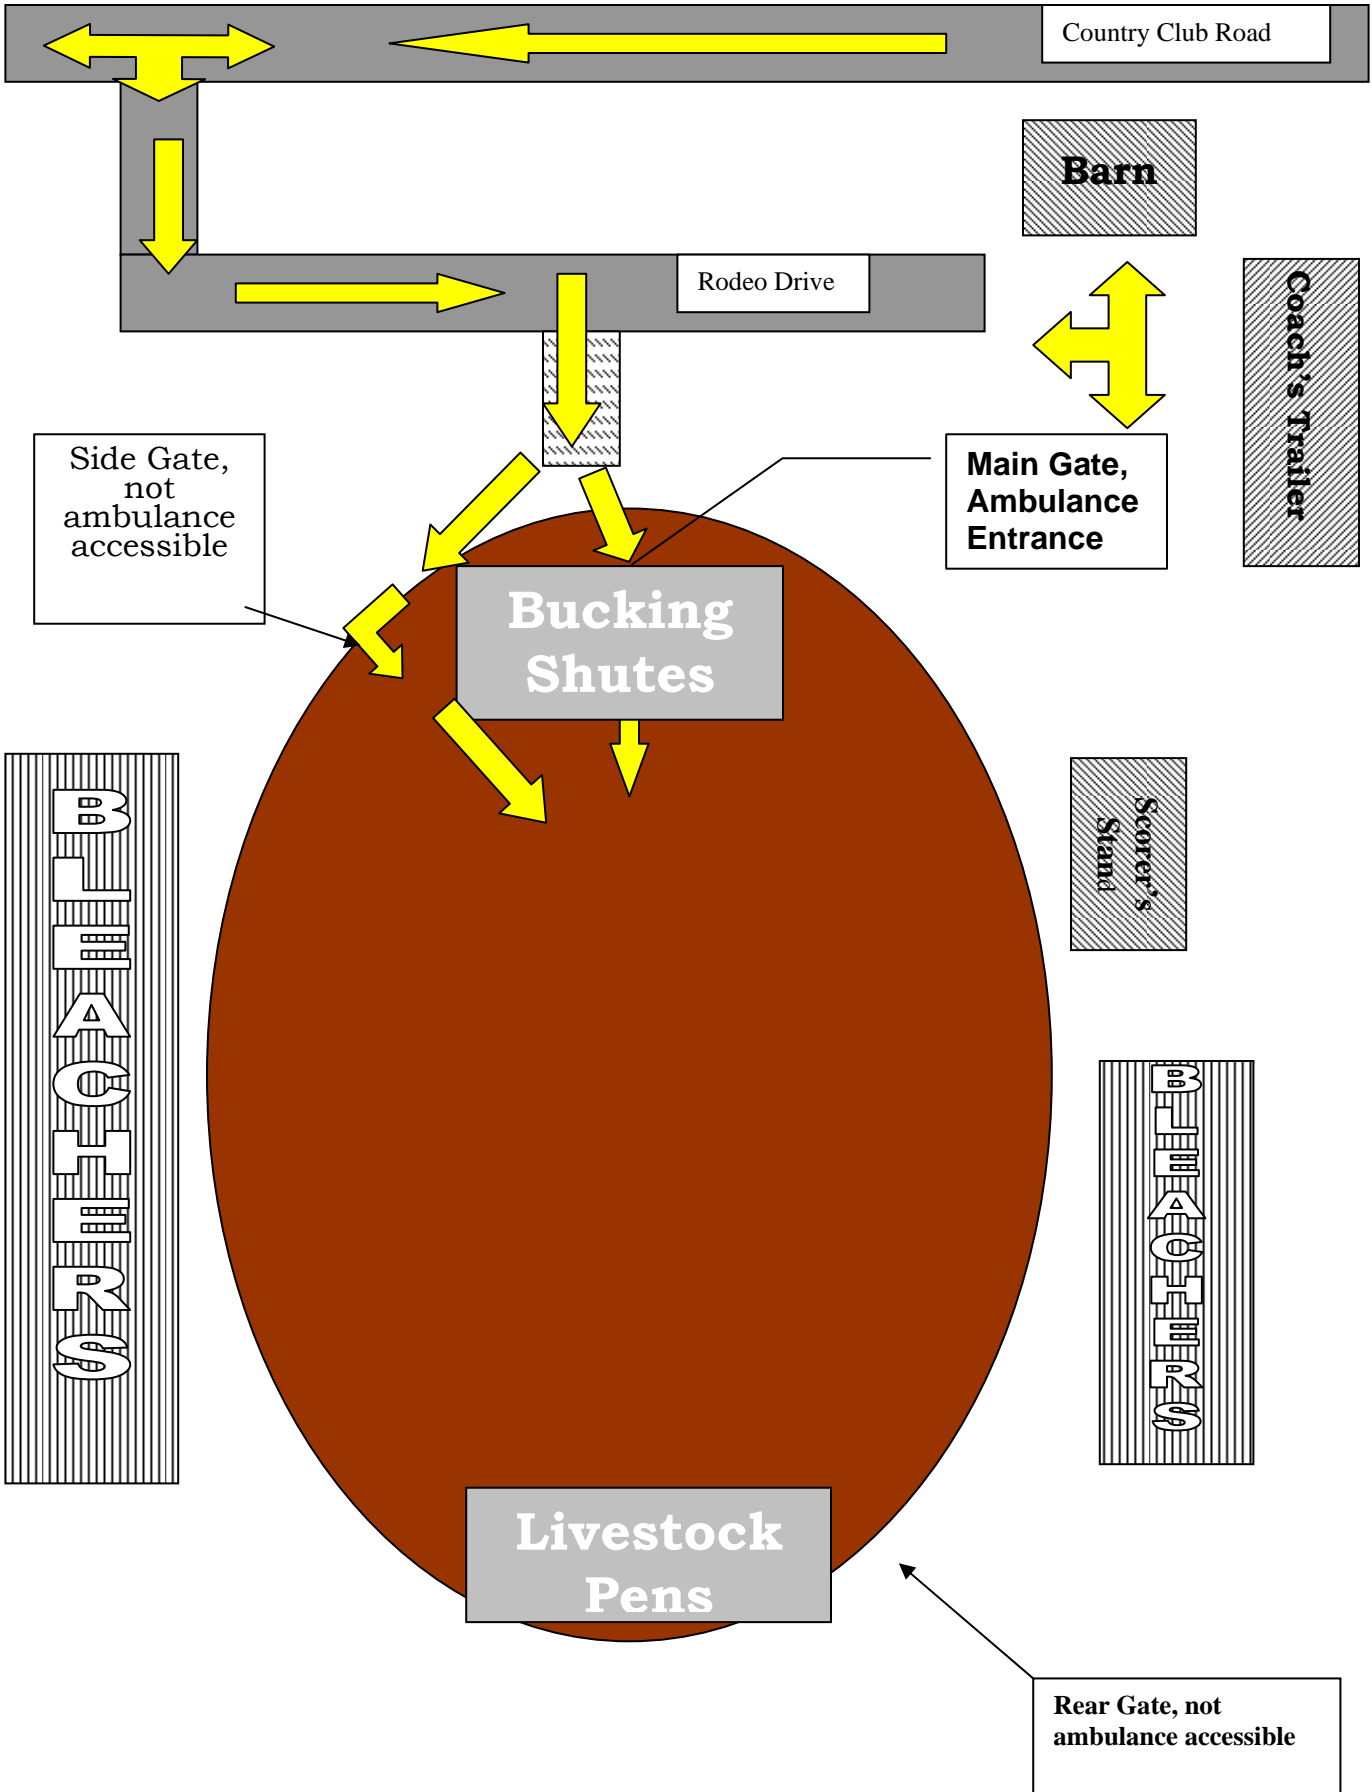 Country Club Road
Barn
Rodeo Drive
Coach's Trailer
Side Gate,
not
ambulance
accessible
Main Gate,
Ambulance
Entrance
Bucking
Shutes
Scorer's
Stand
BLEACHERS
BLEACHERS
Livestock
Pens
Rear Gate, not
ambulance accessible